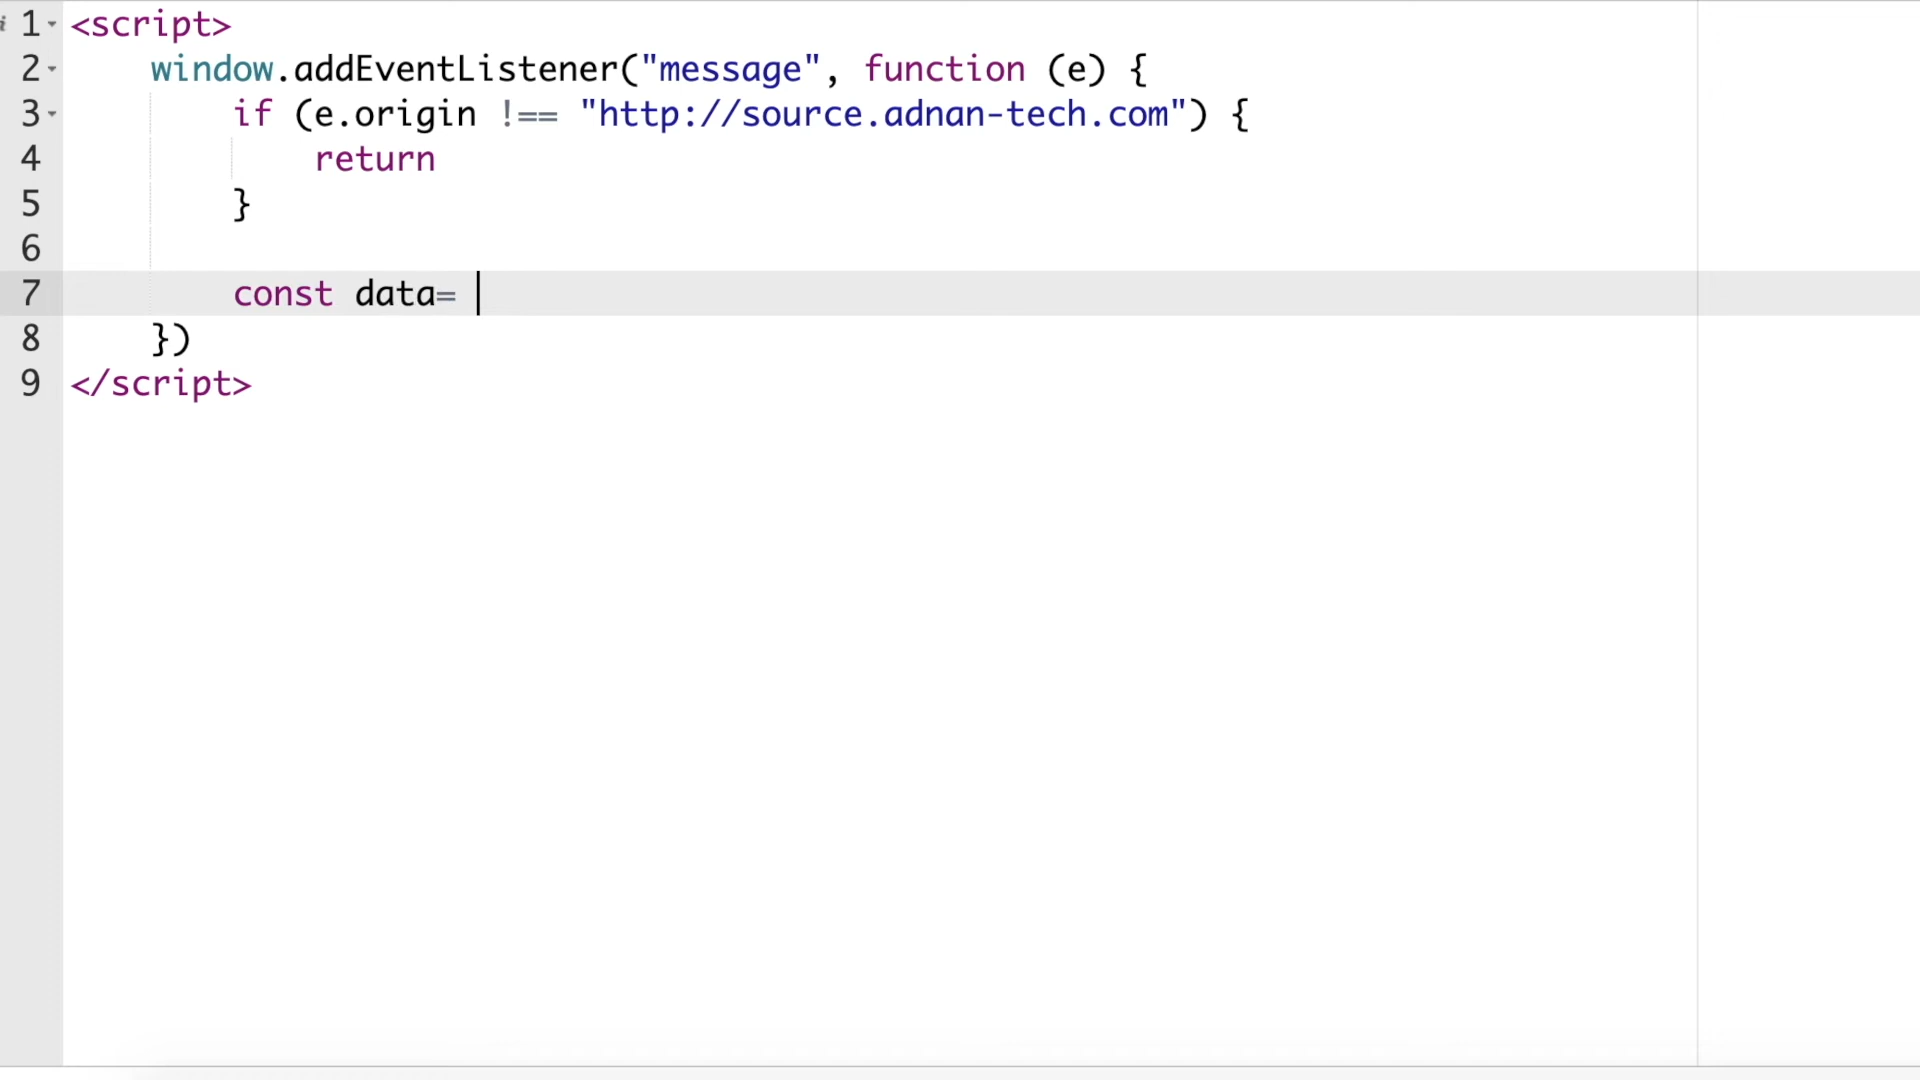 1 <script>
2 window.addEventListener("message", function (e) {
3 if (e.origin !== "http://source.adnan-tech.com") {
4 return
5 }
6
7 const data=
8 })
9 </script>